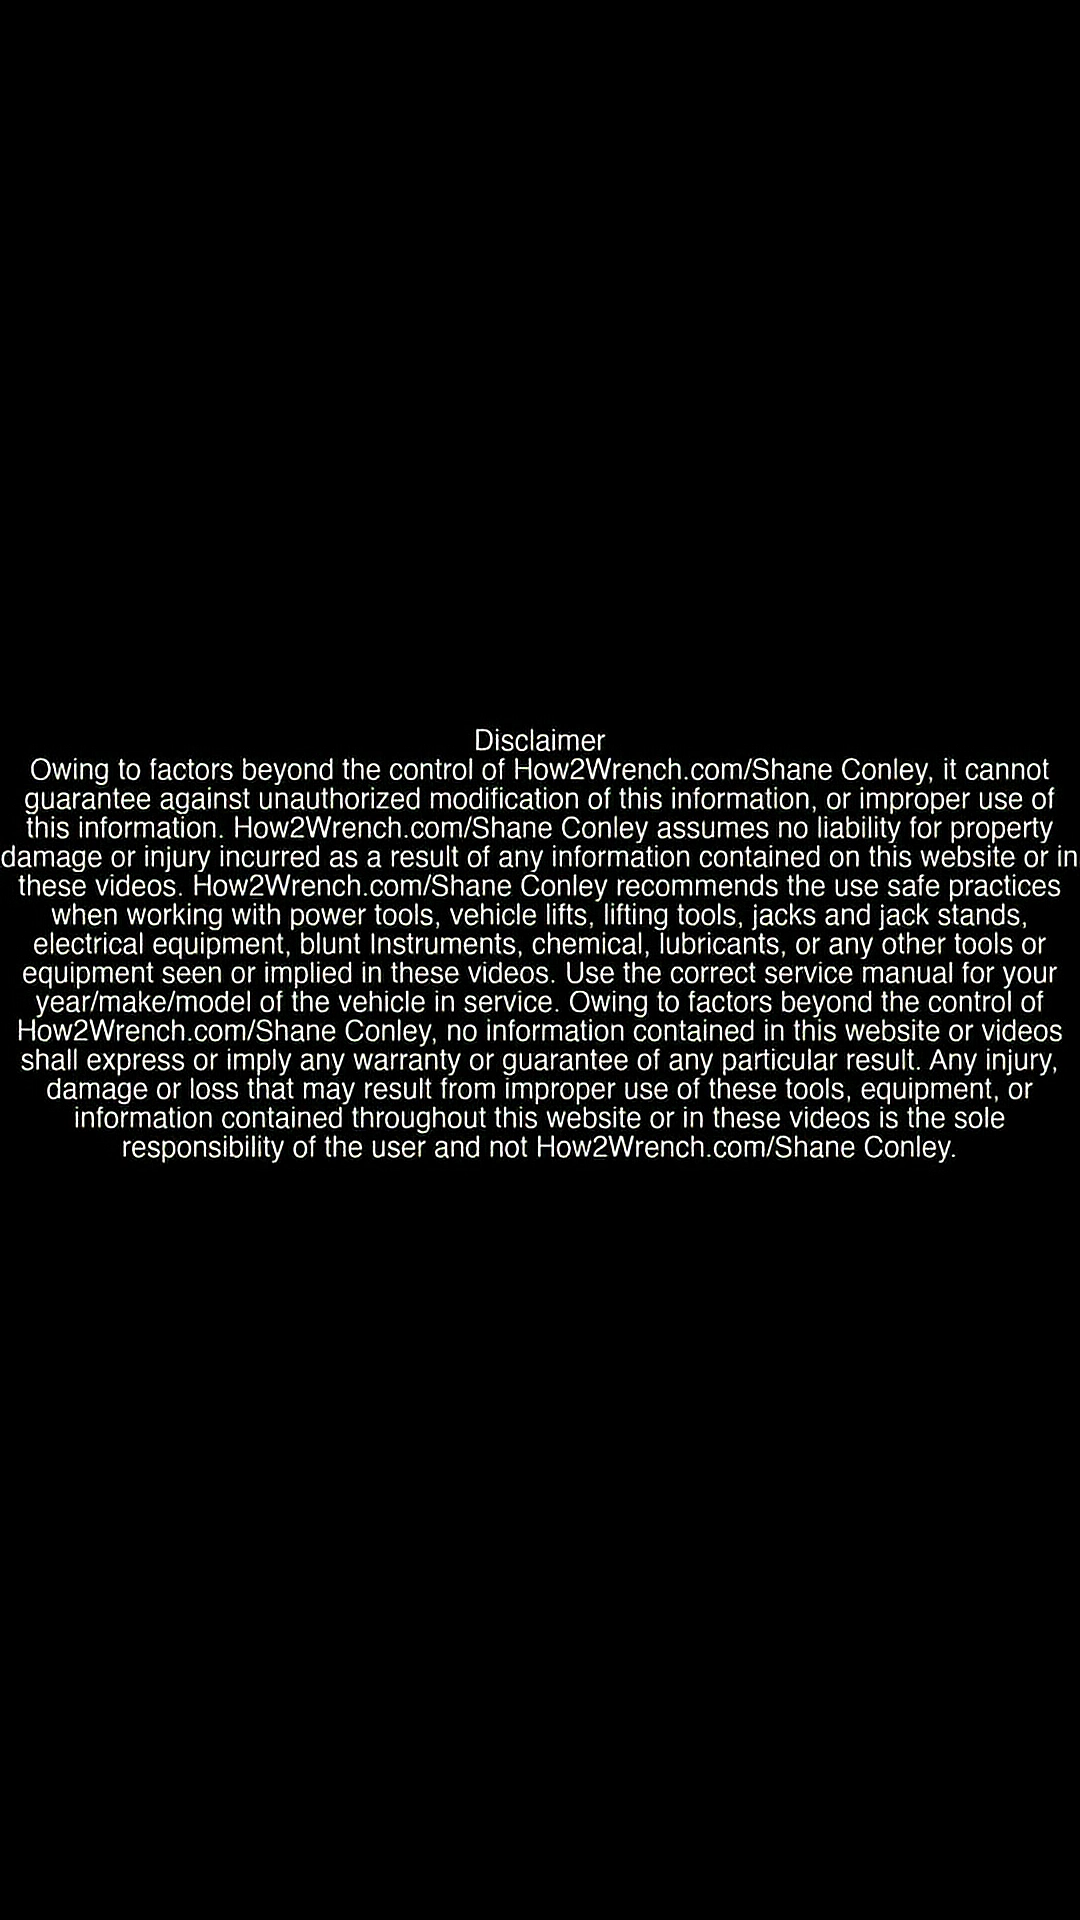 Disclaimer
Owing to factors beyond the control of How2Wrench.com/Shane Conley, it cannot
guarantee against unauthorized modification of this information, or improper use of
this information. How2Wrench.com/Shane Conley assumes no liability for property
damage or injury incurred as a result of any information contained on this website or in
these videos. How2Wrench.com/Shane Conley recommends the use safe practices
when working with power tools, vehicle lifts, lifting tools, jacks and jack stands,
electrical equipment, blunt Instruments, chemical, lubricants, or any other tools or
equipment seen or implied in these videos. Use the correct service manual for your
year/make/model of the vehicle in service. Owing to factors beyond the control of
How2Wrench.com/Shane Conley, no information contained in this website or videos
shall express or imply any warranty or guarantee of any particular result. Any injury,
damage or loss that may result from improper use of these tools, equipment, or
information contained throughout this website or in these videos is the sole
responsibility of the user and not How2Wrench.com/Shane Conley.